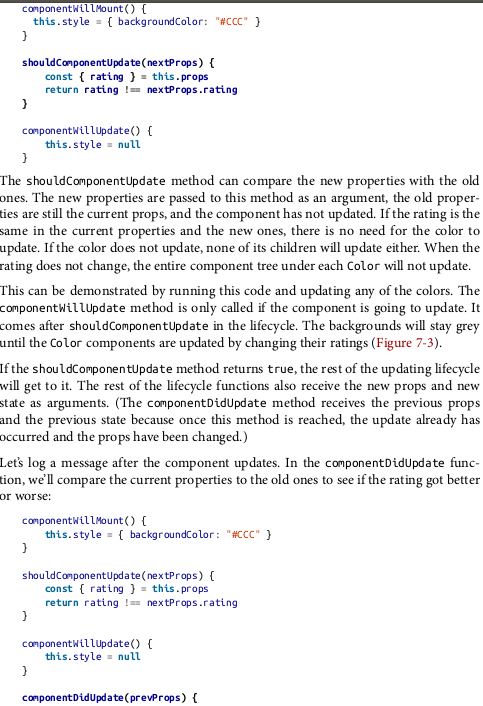 componentWillMount() {
this.style = { backgroundColor: "#CCC" }
}
shouldComponentUpdate(nextProps) {
const { rating } = this.props
return rating !== nextProps.rating
}
componentWillUpdate() {
this.style = null
}
The shouldComponentUpdate method can compare the new properties with the old
ones. The new properties are passed to this method as an argument, the old proper-
ties are still the current props, and the component has not updated. If the rating is the
same in the current properties and the new ones, there is no need for the color to
update. If the color does not update, none of its children will update either. When the
rating does not change, the entire component tree under each Color will not update.
This can be demonstrated by running this code and updating any of the colors. The
componentWillUpdate method is only called if the component is going to update. It
comes after shouldComponentUpdate in the lifecycle. The backgrounds will stay grey
until the Color components are updated by changing their ratings (Figure 7-3).
If the shouldComponentUpdate method returns true, the rest of the updating lifecycle
will get to it. The rest of the lifecycle functions also receive the new props and new
state as arguments. (The componentDidUpdate method receives the previous props
and the previous state because once this method is reached, the update already has
occurred and the props have been changed.)
Let's log a message after the component updates. In the componentDidUpdate func-
tion, we'll compare the current properties to the old ones to see if the rating got better
or worse:
componentWillMount() {
this.style = { backgroundColor: "#CCC" }
}
shouldComponentUpdate(nextProps) {
const { rating } = this.props
return rating !== nextProps.rating
}
componentWillUpdate() {
this.style = null
}
componentDidUpdate(prevProps) {